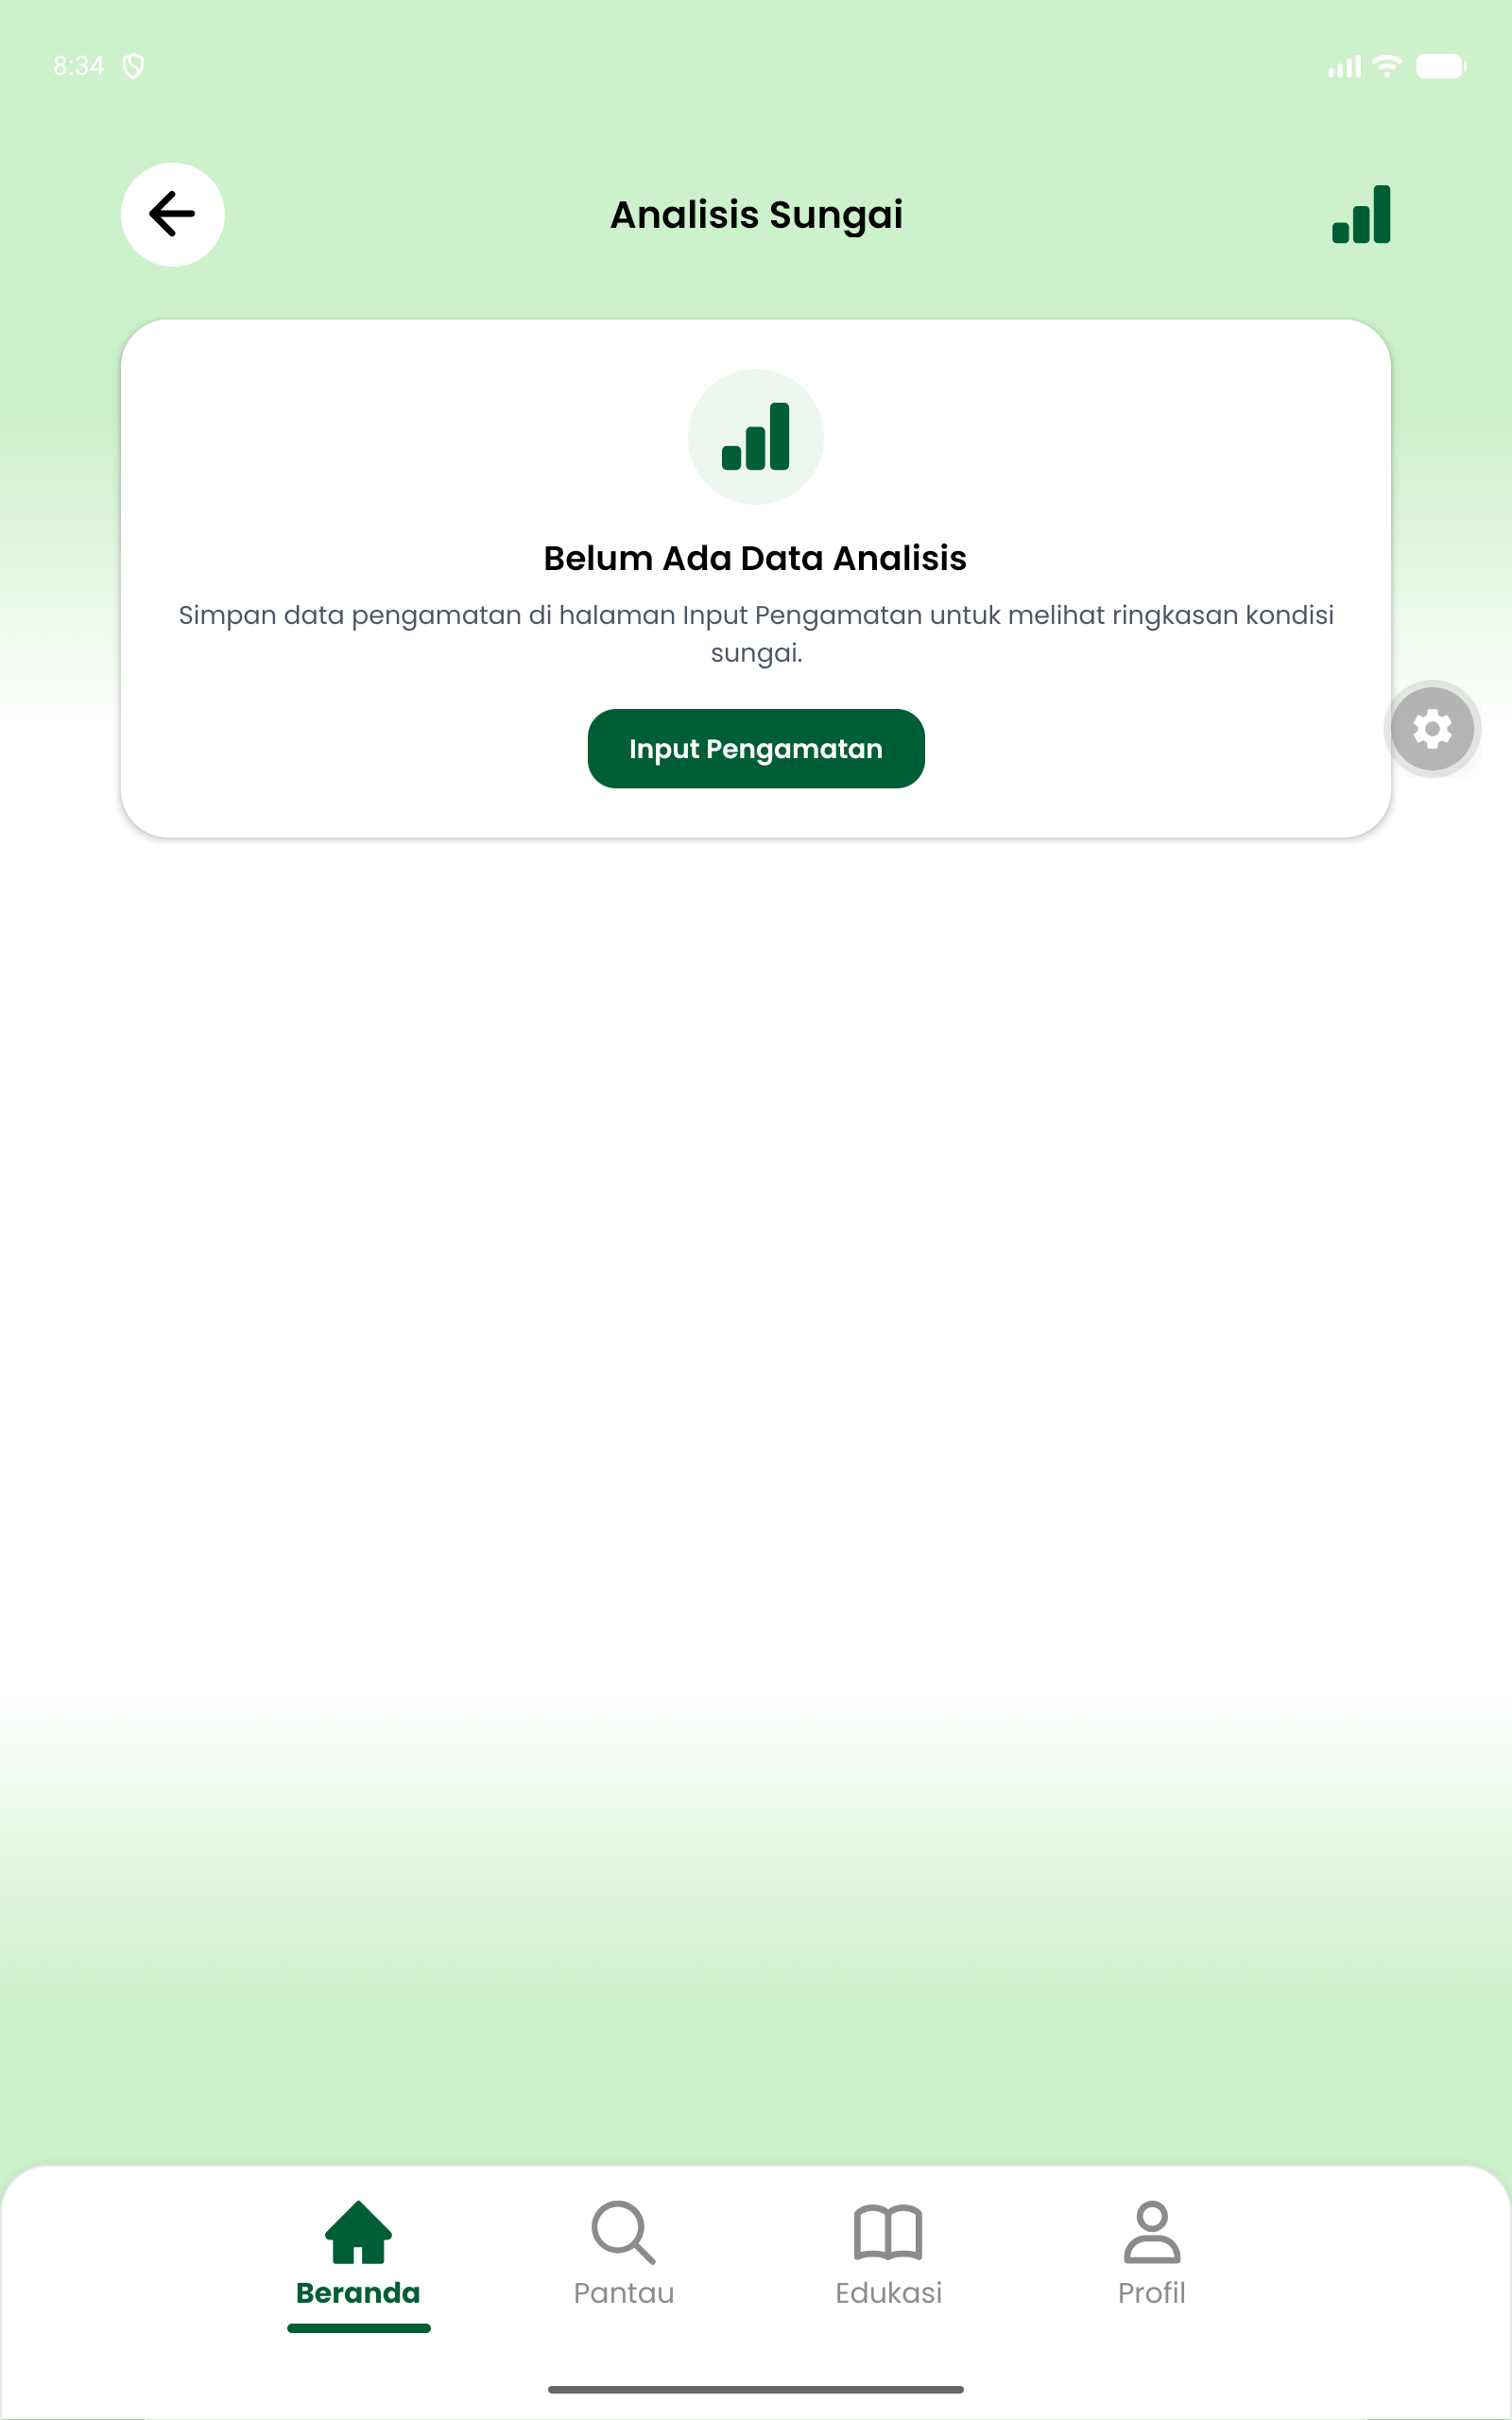 8:34
Analisis Sungai
Belum Ada Data Analisis
Simpan data pengamatan di halaman Input Pengamatan untuk melihat ringkasan kondisi
sungai.
Input Pengamatan
Beranda
Pantau
Edukasi
Profil